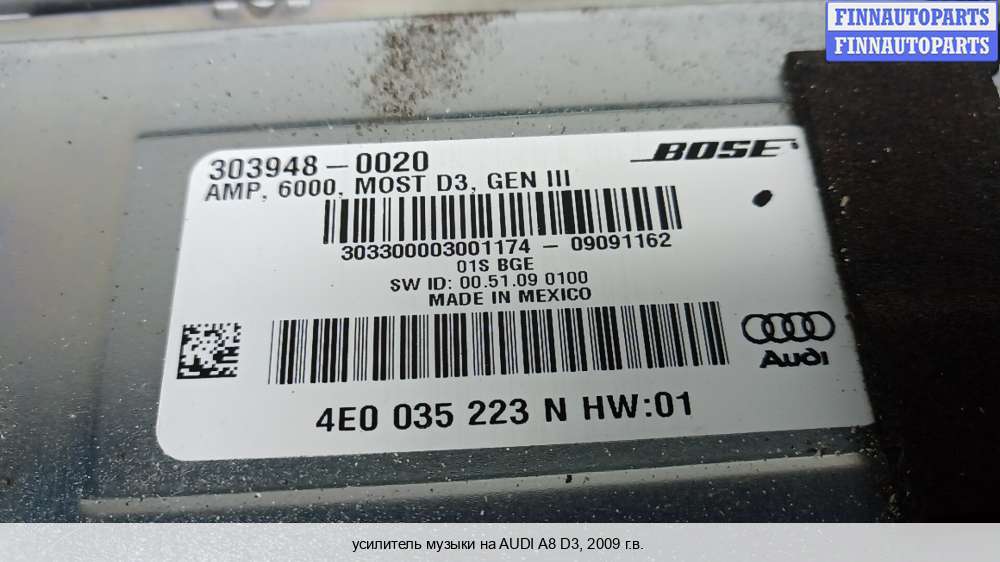 FINNAUTOPARTS
FINNAUTOPARTS
303948-0020
BOSE
AMP, 6000, MOST D3, GEN III
303300003001174 - 09091162
01S BGE
SW ID: 00.51.09 0100
MADE IN MEXICO
Audi
4E0 035 223 N HW:01
усилитель музыки на AUDI A8 D3, 2009 г.в.